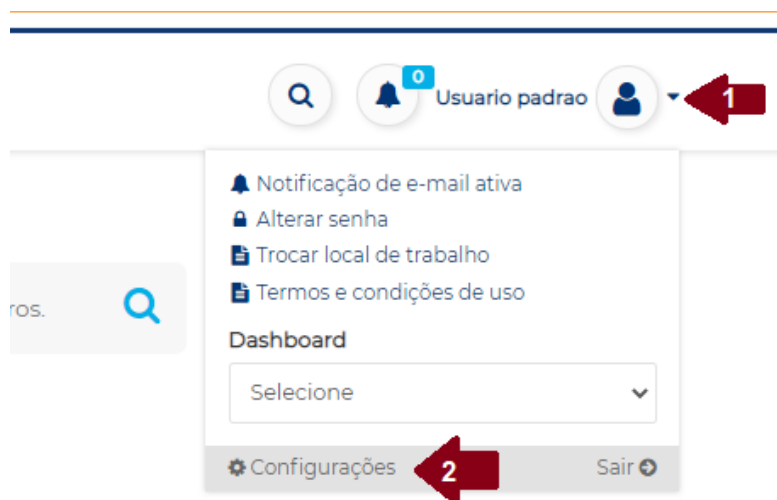 0
Usuario padrao
1
Notificação de e-mail ativa
Alterar senha
Trocar local de trabalho
Termos e condições de uso
ros.
Dashboard
Selecione
Configurações 2 Sair